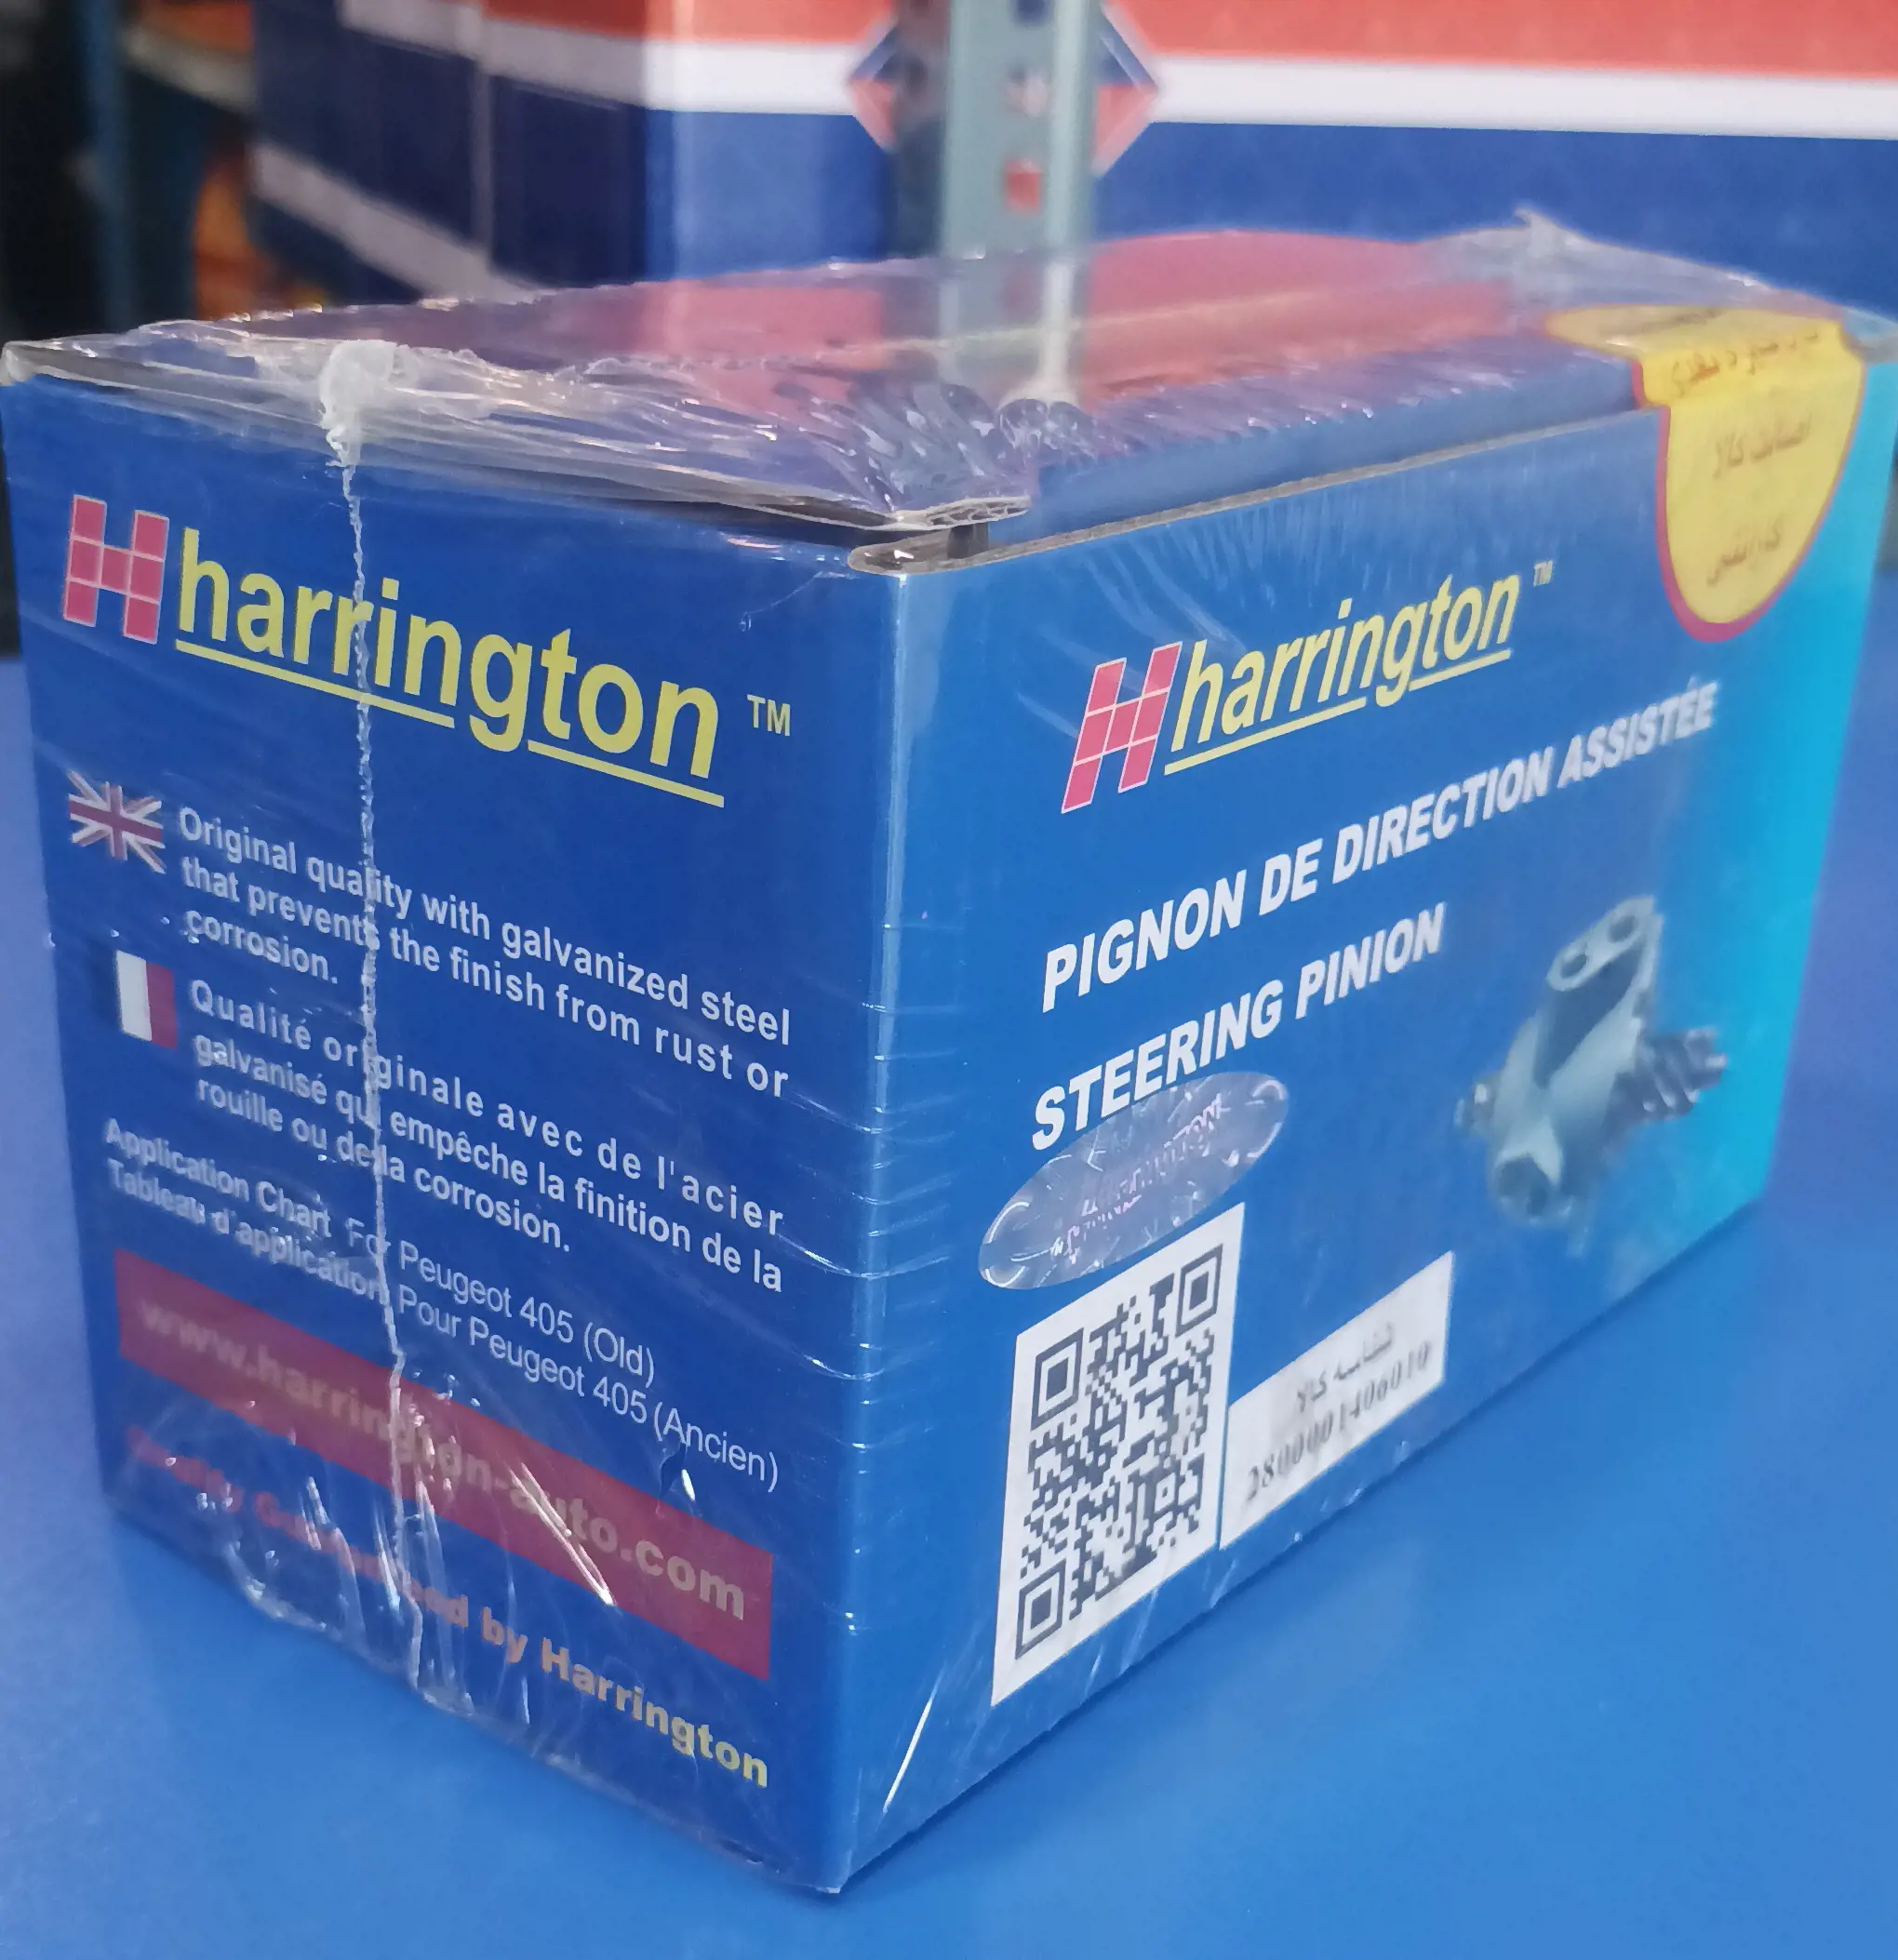 harrington TM
Original quality with galvanized steel
that prevents the finish from rust or
corrosion.
Qualité originale avec de l'acier
galvanisé qui empêche la finition de la
rouille ou de la corrosion.
Application Chart For Peugeot 405 (Old)
Tableau d'application Pour Peugeot 405 (Ancien)
www.harrington-auto.com
by Harrington
harrington TM
PIGNON DE DIRECTION ASSISTÉE
STEERING PINION
شناسه کالا
2800001406010
اصالت کالا